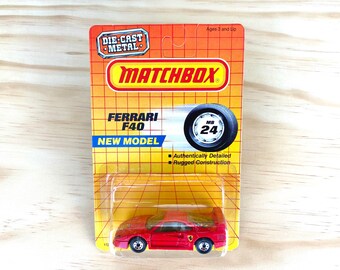 DIE-CAST
METAL
Ages 3 and Up
MATCHBOX
FERRARI
F40
MB
24
NEW MODEL
■ Authentically Detailed
■ Rugged Construction